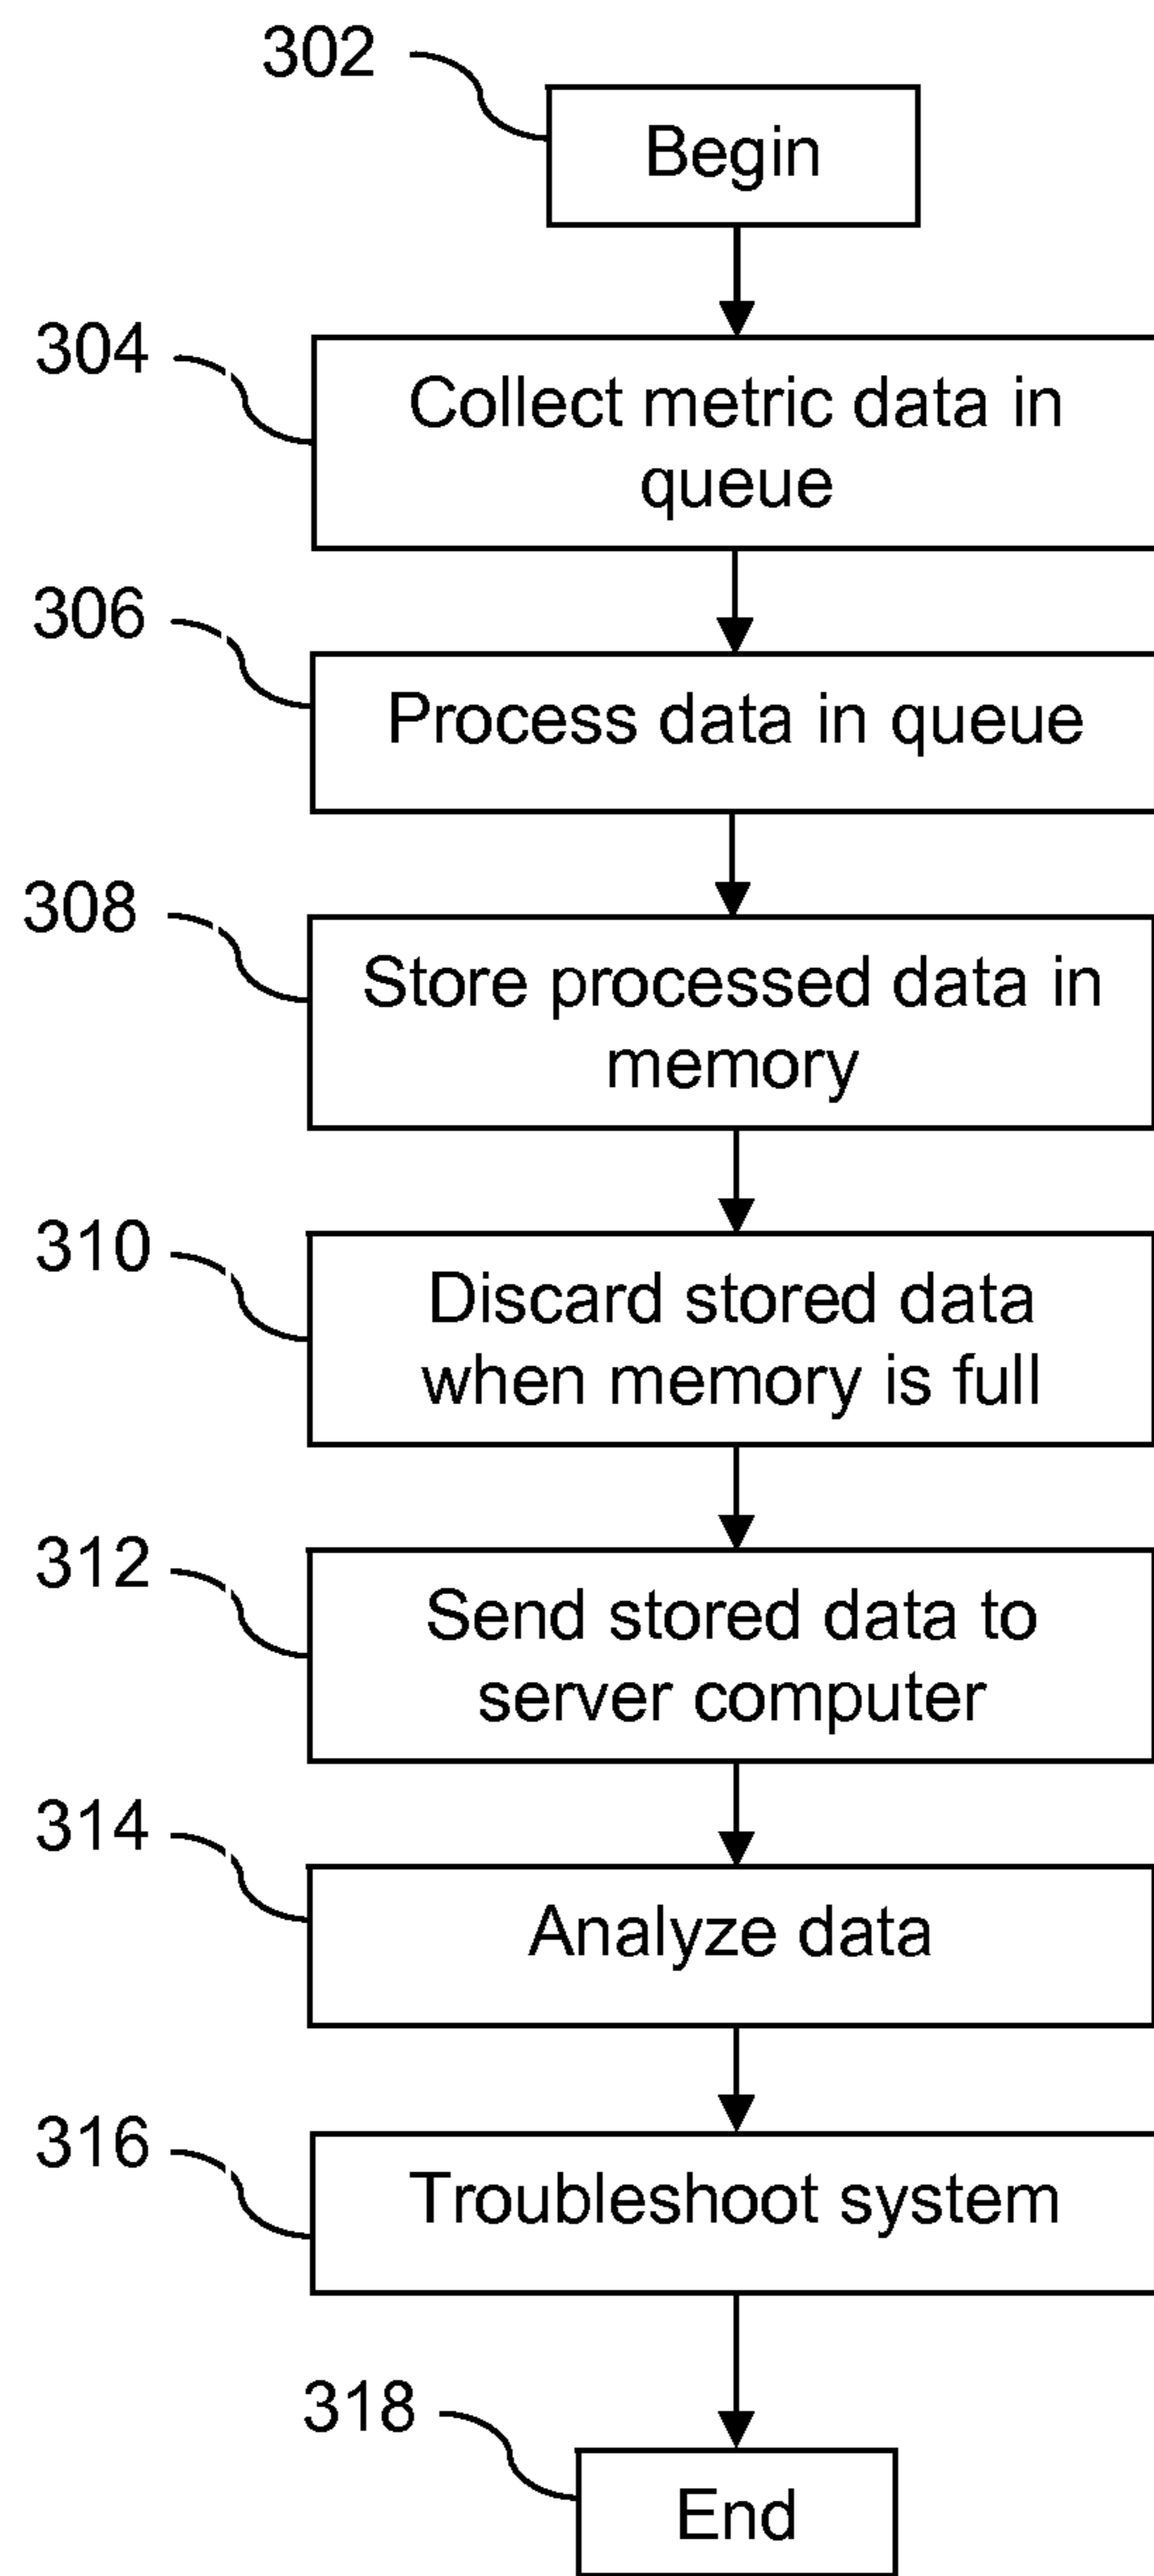 302
Begin
304
Collect metric data in
queue
306
Process data in queue
308
Store processed data in
memory
310
Discard stored data
when memory is full
312
Send stored data to
server computer
314
Analyze data
316
Troubleshoot system
318
End